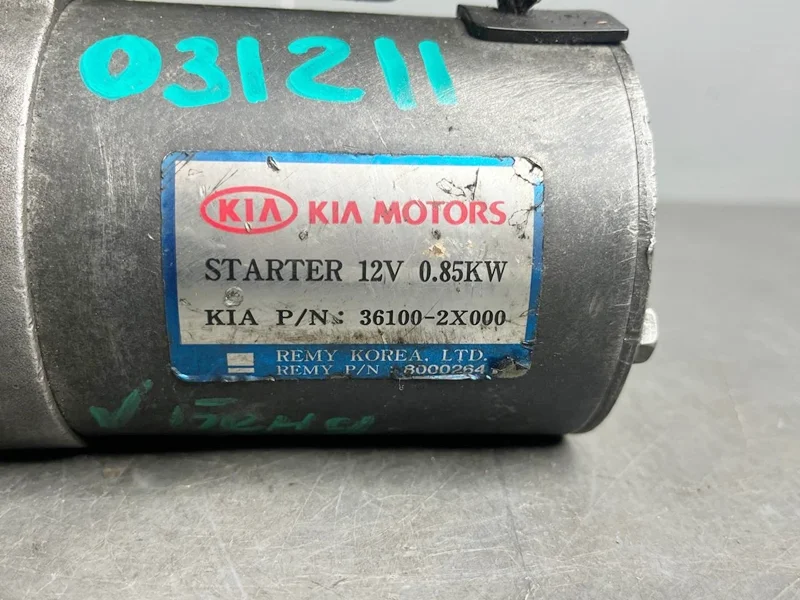 031211
KIA KIA MOTORS
STARTER 12V 0.85KW
KIA P/N: 36100-2X000
REMY KOREA. LTD.
REMY P/N : 8000264